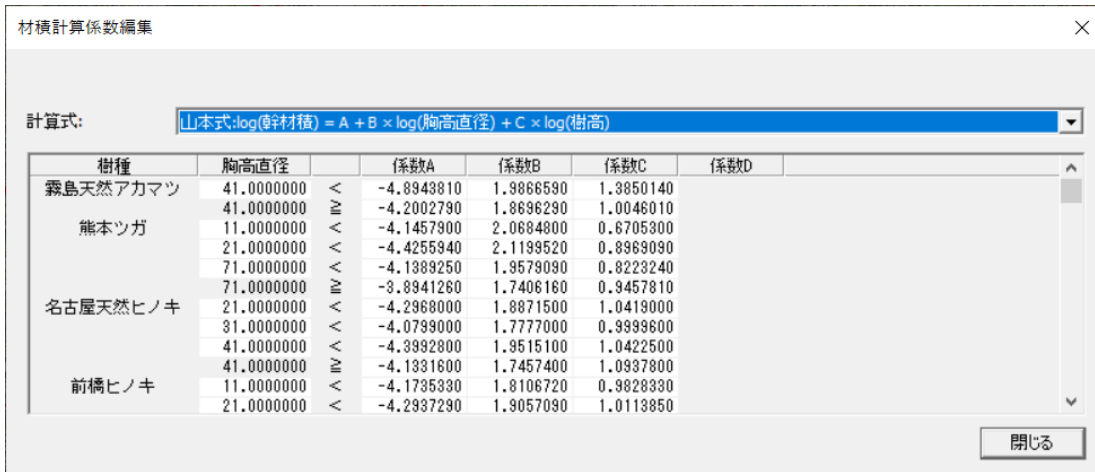 材積計算係数編集
計算式: 山本式:log(幹材積) = A + B × log(胸高直径) + C × log(樹高)
樹種 胸高直径 係数A 係数B 係数C 係数D
霧島天然アカマツ 41.0000000 < -4.8943810 1.9866590 1.3850140
41.0000000 ≧ -4.2002790 1.8696290 1.0046010
熊本ツガ 11.0000000 < -4.1457900 2.0684800 0.6705300
21.0000000 < -4.4255940 2.1199520 0.8969090
71.0000000 < -4.1389250 1.9579090 0.8223240
71.0000000 ≧ -3.8941260 1.7406160 0.9457810
名古屋天然ヒノキ 21.0000000 < -4.2968000 1.8871500 1.0419000
31.0000000 < -4.0799000 1.7777000 0.9999600
41.0000000 < -4.3992800 1.9515100 1.0422500
41.0000000 ≧ -4.1331600 1.7457400 1.0937800
前橋ヒノキ 11.0000000 < -4.1735330 1.8106720 0.9828330
21.0000000 < -4.2937290 1.9057090 1.0113850
閉じる